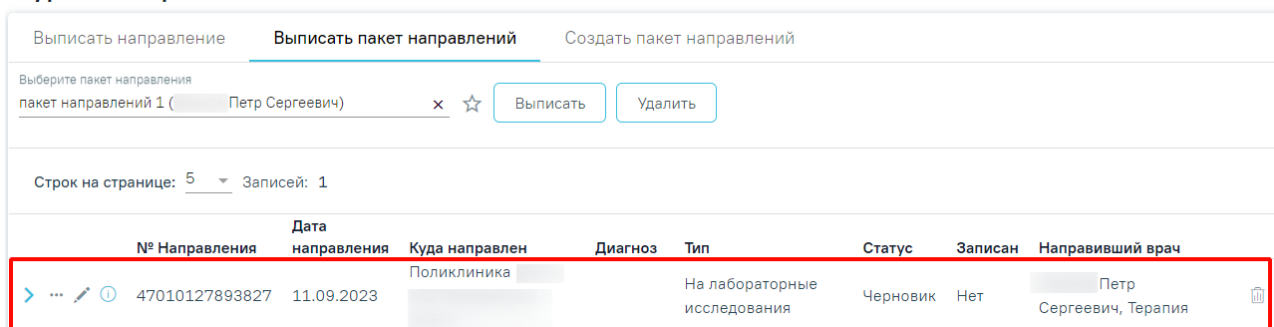 Выписать направление Выписать пакет направлений Создать пакет направлений
Выберите пакет направления
пакет направлений 1 ( Петр Сергеевич) × Выписать Удалить
Строк на странице: 5 Записей: 1
Дата
№ Направления направления Куда направлен Диагноз Тип Статус Записан Направивший врач
Поликлиника
47010127893827 11.09.2023 На лабораторные исследования Черновик Нет Петр
Сергеевич, Терапия